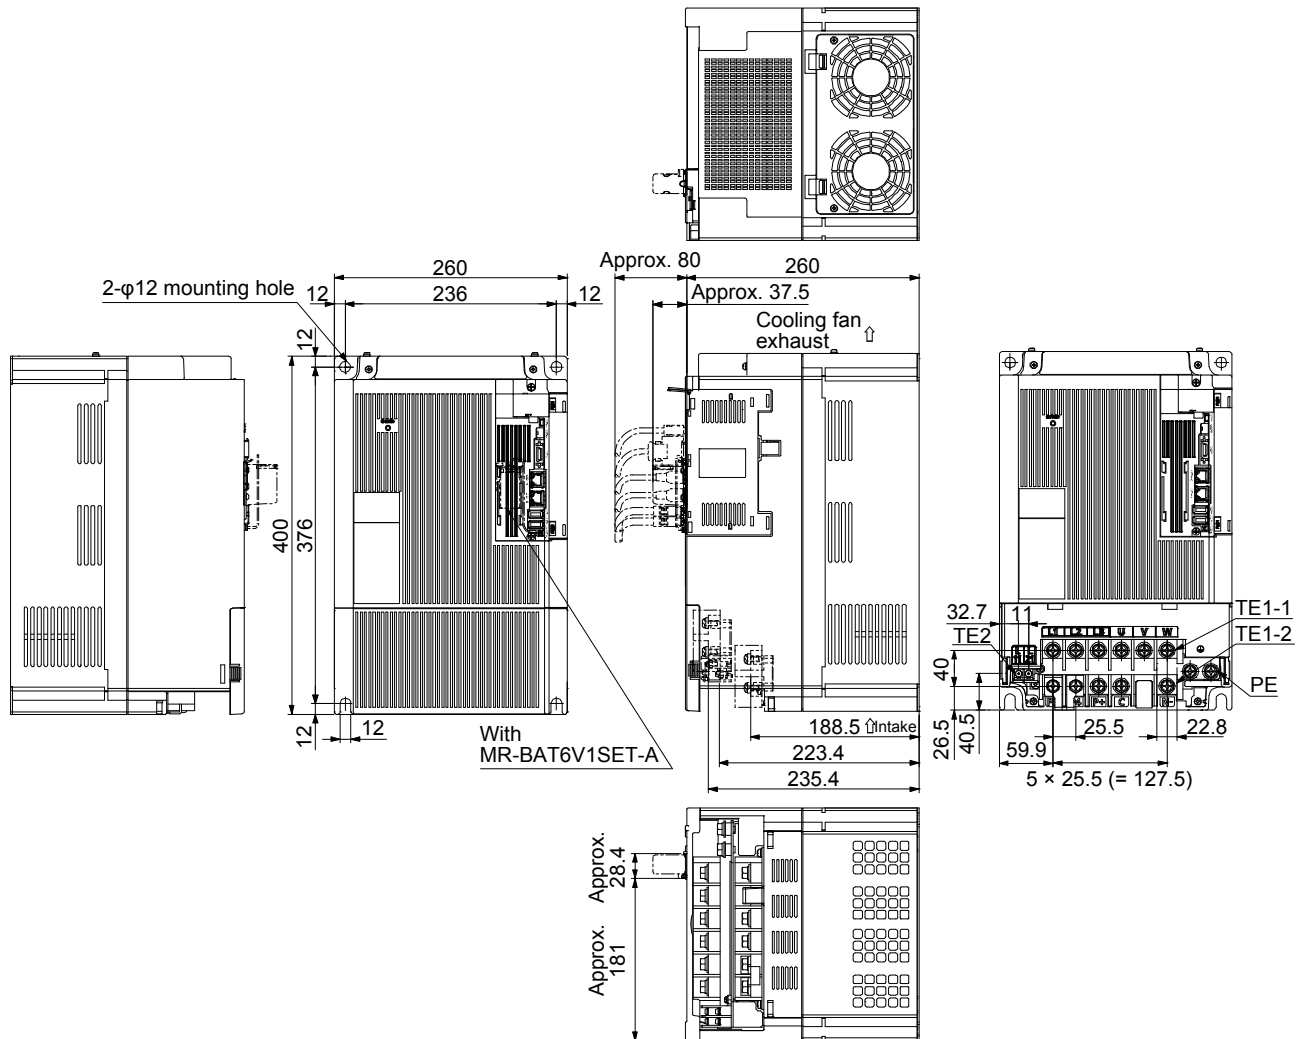 Approx. 80
260
260
2-φ12 mounting hole
12
236
12
Approx. 37.5
Cooling fan
exhaust
12
400
376
12
12
With
MR-BAT6V1SET-A
188.5
Intake
223.4
235.4
32.7
11
TE1-1
TE2
L1 L2 L3 U V W
TE1-2
40
PE
P+ C
26.5
40.5
25.5
22.8
59.9
5 × 25.5 (= 127.5)
Approx.
28.4
Approx.
181